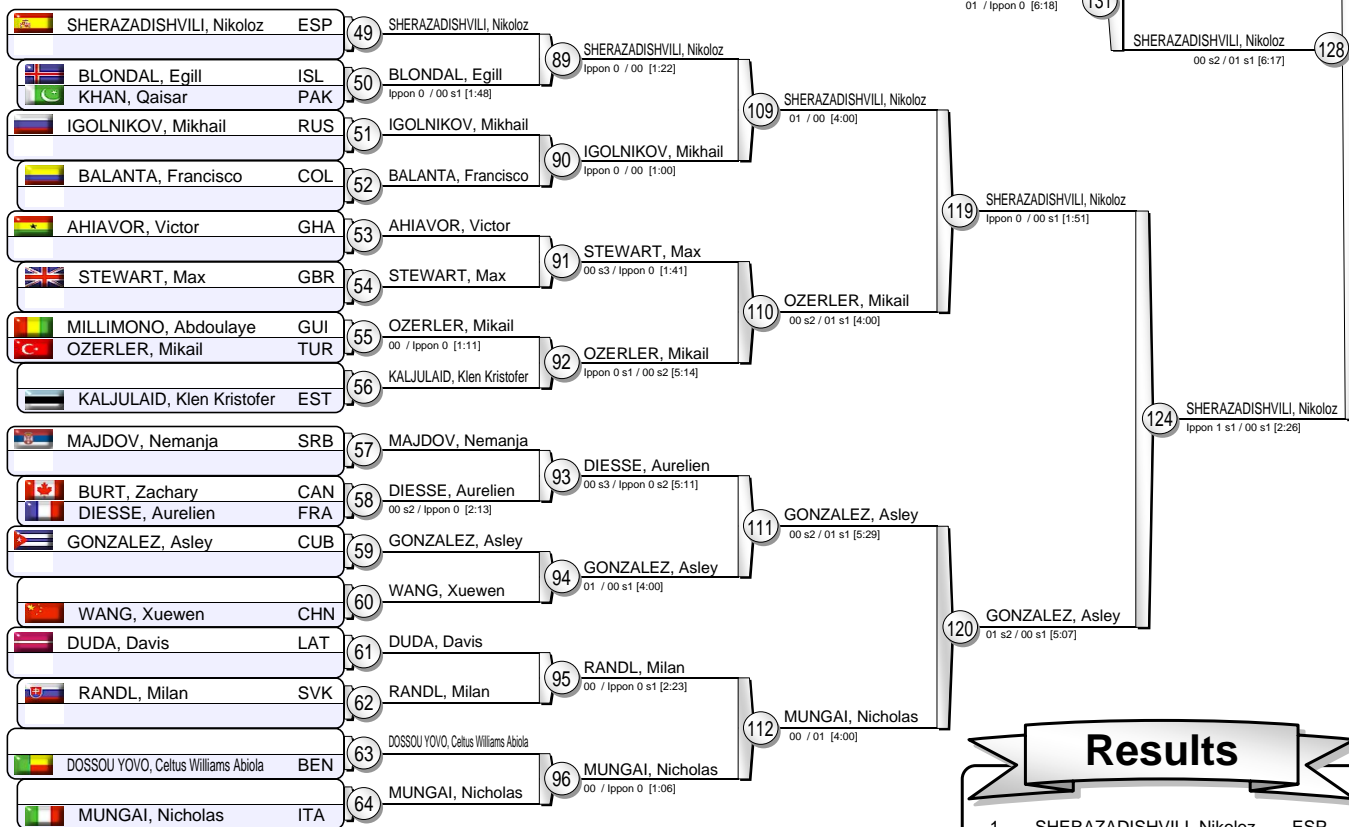 01 / Ippon 0 [6:18]
131
SHERAZADISHVILI, Nikoloz
00 s2 / 01 s1 [6:17]
128
SHERAZADISHVILI, Nikoloz ESP
49
SHERAZADISHVILI, Nikoloz
BLONDAL, Egill ISL
KHAN, Qaisar PAK
50
BLONDAL, Egill
Ippon 0 / 00 s1 [1:48]
89
SHERAZADISHVILI, Nikoloz
Ippon 0 / 00 [1:22]
IGOLNIKOV, Mikhail RUS
51
IGOLNIKOV, Mikhail
BALANTA, Francisco COL
52
BALANTA, Francisco
90
IGOLNIKOV, Mikhail
Ippon 0 / 00 [1:00]
109
SHERAZADISHVILI, Nikoloz
01 / 00 [4:00]
AHIAVOR, Victor GHA
53
AHIAVOR, Victor
STEWART, Max GBR
54
STEWART, Max
91
STEWART, Max
00 s3 / Ippon 0 [1:41]
MILLIMONO, Abdoulaye GUI
OZERLER, Mikail TUR
55
OZERLER, Mikail
00 / Ippon 0 [1:11]
KALJULAID, Klen Kristofer EST
56
KALJULAID, Klen Kristofer
92
OZERLER, Mikail
Ippon 0 s1 / 00 s2 [5:14]
110
OZERLER, Mikail
00 s2 / 01 s1 [4:00]
119
SHERAZADISHVILI, Nikoloz
Ippon 0 / 00 s1 [1:51]
MAJDOV, Nemanja SRB
57
MAJDOV, Nemanja
BURT, Zachary CAN
DIESSE, Aurelien FRA
58
DIESSE, Aurelien
00 s2 / Ippon 0 [2:13]
93
DIESSE, Aurelien
00 s3 / Ippon 0 s2 [5:11]
GONZALEZ, Asley CUB
59
GONZALEZ, Asley
WANG, Xuewen CHN
60
WANG, Xuewen
94
GONZALEZ, Asley
01 / 00 s1 [4:00]
111
GONZALEZ, Asley
00 s2 / 01 s1 [5:29]
DUDA, Davis LAT
61
DUDA, Davis
RANDL, Milan SVK
62
RANDL, Milan
95
RANDL, Milan
00 / Ippon 0 s1 [2:23]
DOSSOU YOVO, Celtus Williams Abiola BEN
63
DOSSOU YOVO, Celtus Williams Abiola
MUNGAI, Nicholas ITA
64
MUNGAI, Nicholas
96
MUNGAI, Nicholas
00 / Ippon 0 [1:06]
112
MUNGAI, Nicholas
00 / 01 [4:00]
120
GONZALEZ, Asley
01 s2 / 00 s1 [5:07]
124
SHERAZADISHVILI, Nikoloz
Ippon 1 s1 / 00 s1 [2:26]
Results
1 SHERAZADISHVILI, Nikoloz ESP